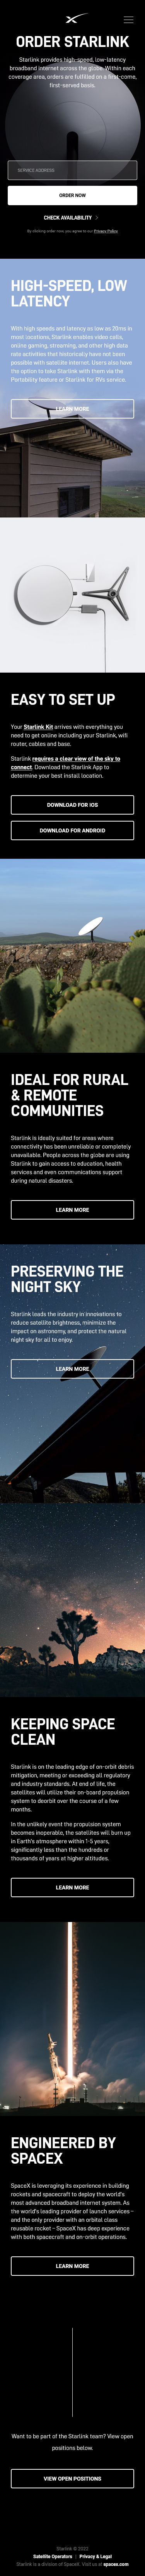 ORDER STARLINK
Starlink provides high-speed, low-latency
broadband internet across the globe. Within each
coverage area, orders are fulfilled on a first-come,
first-served basis.
SERVICE ADDRESS
ORDER NOW
CHECK AVAILABILITY
By clicking order now, you agree to our Privacy Policy
HIGH-SPEED, LOW
LATENCY
With high speeds and latency as low as 20ms in
most locations, Starlink enables video calls,
online gaming, streaming, and other high data
rate activities that historically have not been
possible with satellite internet. Users also have
the option to take Starlink with them via the
Portability feature or Starlink for RVs service.
LEARN MORE
EASY TO SET UP
Your Starlink Kit arrives with everything you
need to get online including your Starlink, wifi
router, cables and base.
Starlink requires a clear view of the sky to
connect. Download the Starlink App to
determine your best install location.
DOWNLOAD FOR IOS
DOWNLOAD FOR ANDROID
IDEAL FOR RURAL
& REMOTE
COMMUNITIES
Starlink is ideally suited for areas where
connectivity has been unreliable or completely
unavailable. People across the globe are using
Starlink to gain access to education, health
services and even communications support
during natural disasters.
LEARN MORE
PRESERVING THE
NIGHT SKY
Starlink leads the industry in innovations to
reduce satellite brightness, minimize the
impact on astronomy, and protect the natural
night sky for all to enjoy.
LEARN MORE
KEEPING SPACE
CLEAN
Starlink is on the leading edge of on-orbit debris
mitigation, meeting or exceeding all regulatory
and industry standards. At end of life, the
satellites will utilize their on-board propulsion
system to deorbit over the course of a few
months.
In the unlikely event the propulsion system
becomes inoperable, the satellites will burn up
in Earth's atmosphere within 1-5 years,
significantly less than the hundreds or
thousands of years at higher altitudes.
LEARN MORE
ENGINEERED BY
SPACEX
SpaceX is leveraging its experience in building
rockets and spacecraft to deploy the world's
most advanced broadband internet system. As
the world's leading provider of launch services –
and the only provider with an orbital class
reusable rocket – SpaceX has deep experience
with both spacecraft and on-orbit operations.
LEARN MORE
Want to be part of the Starlink team? View open
positions below.
VIEW OPEN POSITIONS
Starlink © 2022
Satellite Operators | Privacy & Legal
Starlink is a division of SpaceX. Visit us at spacex.com